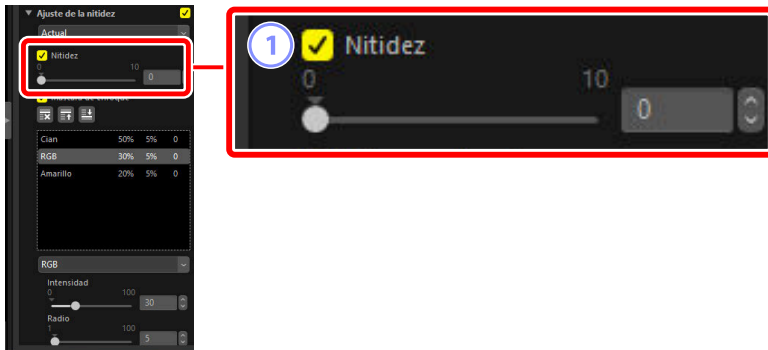 Ajuste de la nitidez
Actual
Nitidez
0 10
0
Cian 50% 5% 0
RGB 30% 5% 0
Amarillo 20% 5% 0
RGB
Intensidad
0 100
30
Radio
1 100
5
1 Nitidez
0 10
0